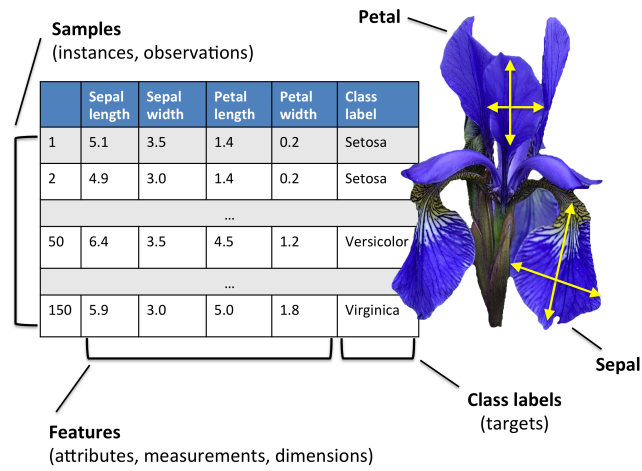 Samples
(instances, observations)
Petal
Sepal length Sepal width Petal length Petal width Class label
1 5.1 3.5 1.4 0.2 Setosa
2 4.9 3.0 1.4 0.2 Setosa
...
50 6.4 3.5 4.5 1.2 Versicolor
...
150 5.9 3.0 5.0 1.8 Virginica
Sepal
Class labels
(targets)
Features
(attributes, measurements, dimensions)